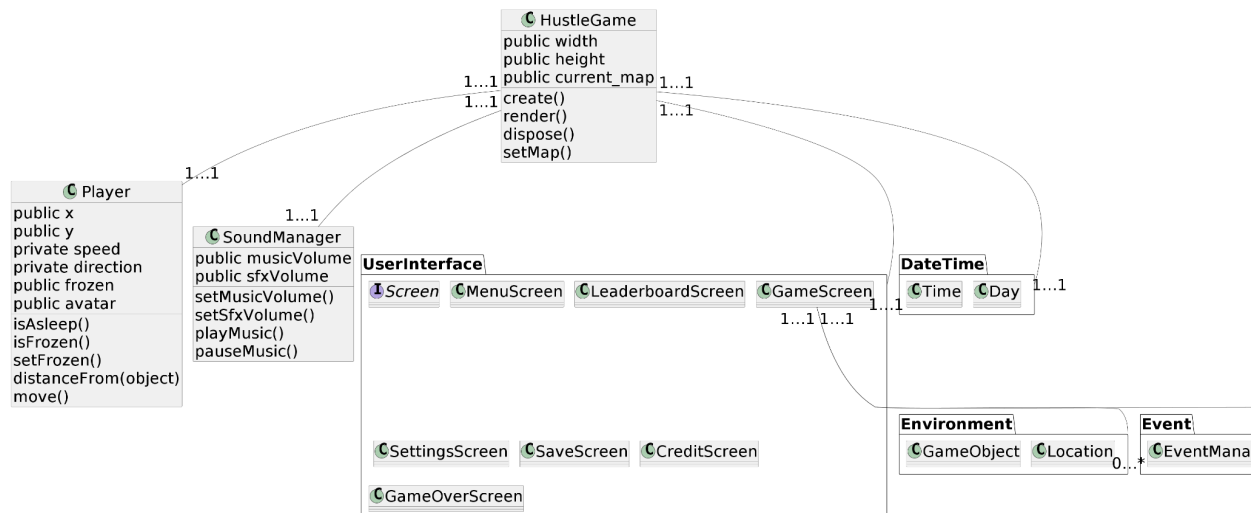 C HustleGame
public width
public height
public current_map
create()
render()
dispose()
setMap()
1...1
1...1
1...1
1...1
1...1
C Player
public x
public y
private speed
private direction
public frozen
public avatar
isAsleep()
isFrozen()
setFrozen()
distanceFrom(object)
move()
1...1
C SoundManager
public musicVolume
public sfxVolume
setMusicVolume()
setSfxVolume()
playMusic()
pauseMusic()
UserInterface
I Screen
C MenuScreen
C LeaderboardScreen
C GameScreen
1...1
1...1 1...1
C SettingsScreen
C SaveScreen
C CreditScreen
C GameOverScreen
DateTime
C Time
C Day
1...1
Environment
C GameObject
C Location
0...*
Event
C EventMana